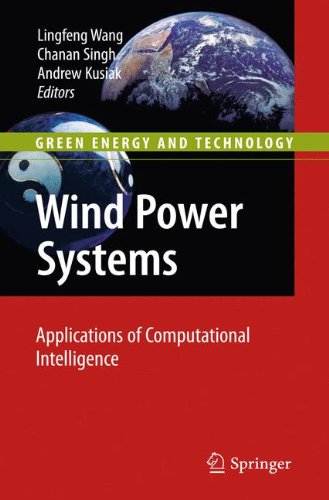 Lingfeng Wang
Chanan Singh
Andrew Kusiak
Editors
GREEN ENERGY AND TECHNOLOGY
Wind Power
Systems
Applications of Computational
Intelligence
Springer